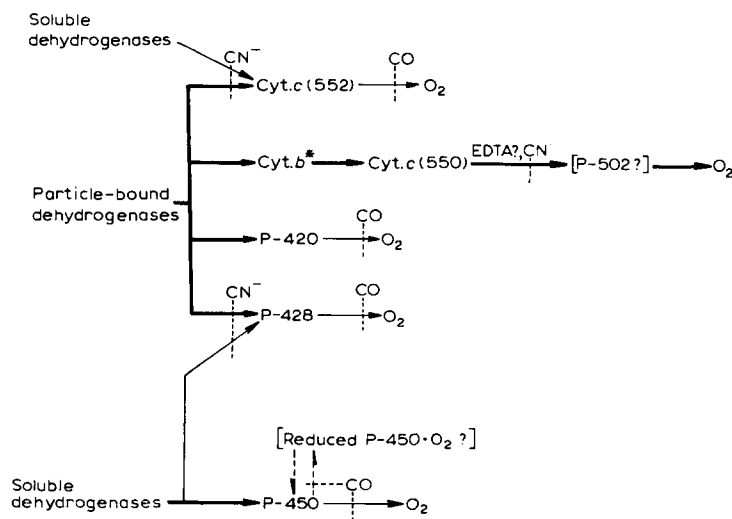 Soluble
dehydrogenases
CN⁻
CO
Cyt.c(552)
O₂
Cyt.b*
Cyt.c(550)
EDTA?,CN
[P-502?]
O₂
Particle-bound
dehydrogenases
CO
P-420
O₂
CN⁻
CO
P-428
O₂
[Reduced P-450·O₂?]
CO
Soluble
dehydrogenases
P-450
O₂